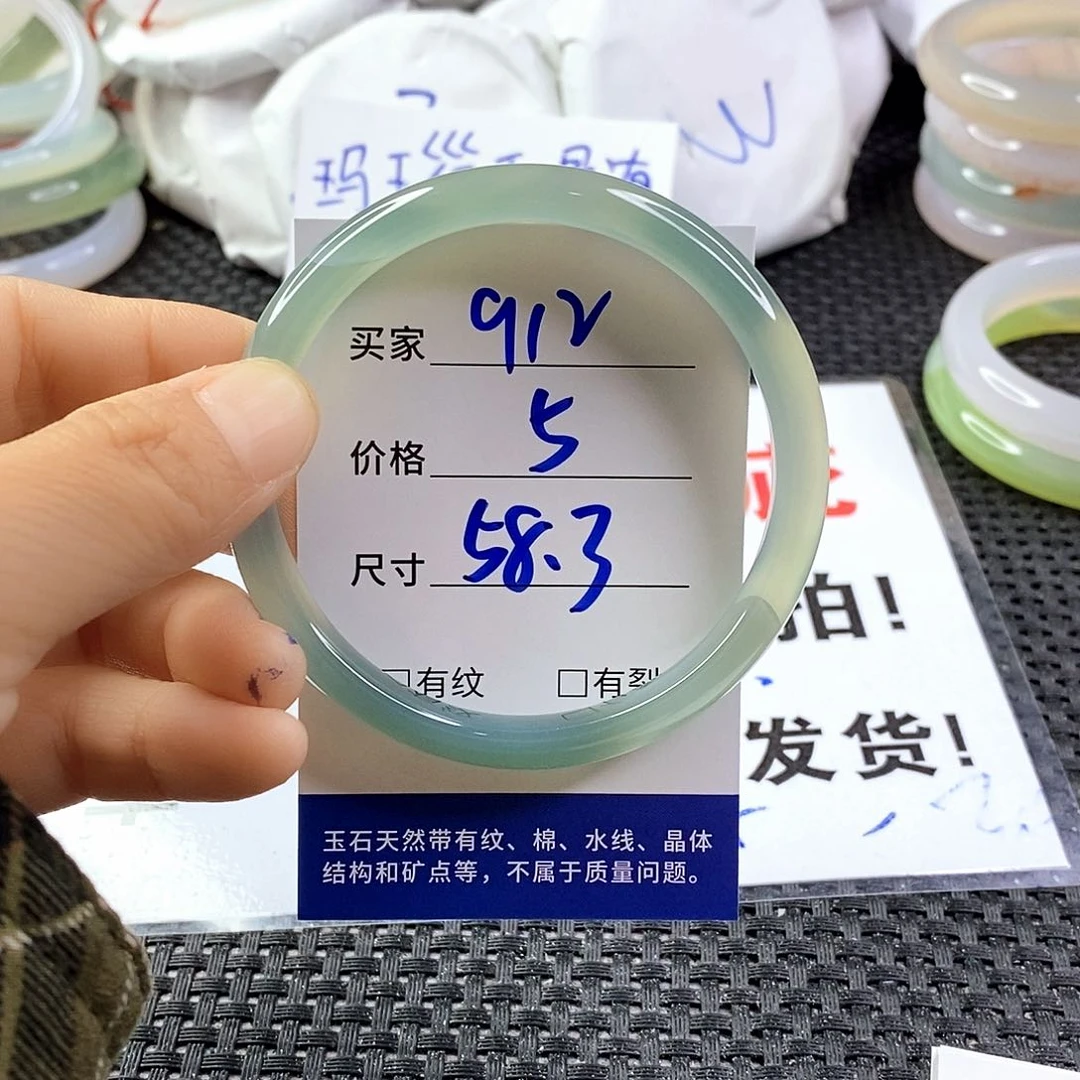 玛瑙
买家 912
价格 5
尺寸 58.3
□有纹 □有裂
玉石天然带有纹、棉、水线、晶体
结构和矿点等，不属于质量问题。
拍！
发货！